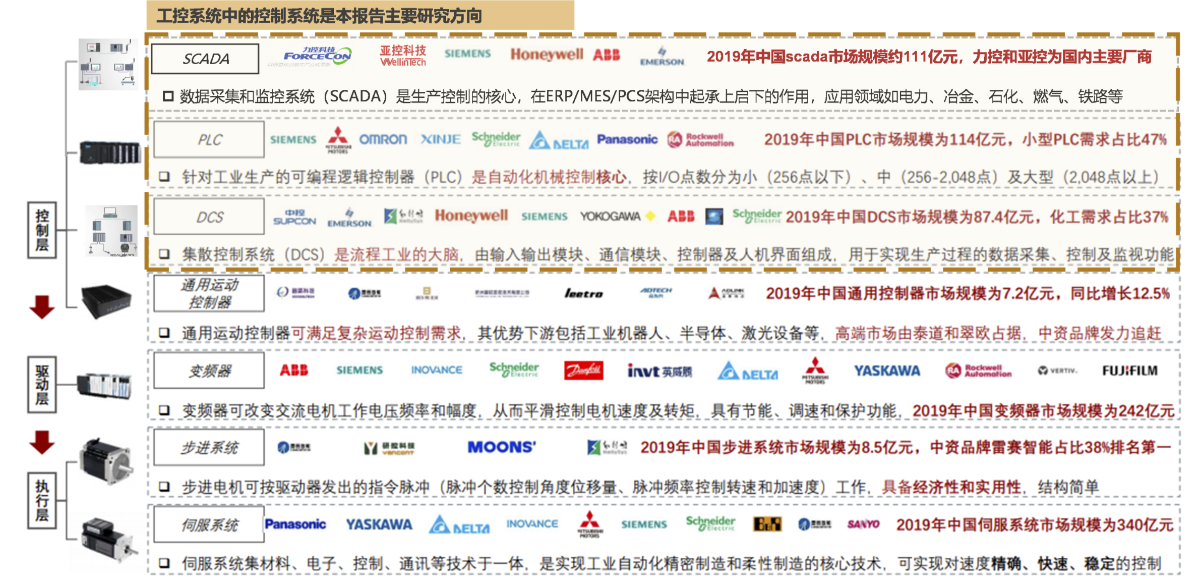 工控系统中的控制系统是本报告主要研究方向
SCADA
力控科技
FORCECON
亚控科技
WellinTech
SIEMENS
Honeywell
ABB
EMERSON
2019年中国scada市场规模约111亿元，力控和亚控为国内主要厂商
数据采集和监控系统（SCADA）是生产控制的核心，在ERP/MES/PCS架构中起承上启下的作用，应用领域如电力、冶金、石化、燃气、铁路等
PLC
SIEMENS
MITSUBISHI
MOTORS
OMRON
XINJE
Schneider
Electric
DELTA
Panasonic
Rockwell
Automation
2019年中国PLC市场规模为114亿元，小型PLC需求占比47%
针对工业生产的可编程逻辑控制器（PLC）是自动化机械控制核心，按I/O点数分为小（256点以下）、中（256-2,048点）及大型（2,048点以上）
控制层
DCS
中控
SUPCON
EMERSON
Honeywell
SIEMENS
YOKOGAWA
ABB
Schneider
Electric
2019年中国DCS市场规模为87.4亿元，化工需求占比37%
集散控制系统（DCS）是流程工业的大脑，由输入输出模块、通信模块、控制器及人机界面组成，用于实现生产过程的数据采集、控制及监视功能
通用运动
控制器
leetro
ADTECH
ADLINK
2019年中国通用控制器市场规模为7.2亿元，同比增长12.5%
通用运动控制器可满足复杂运动控制需求，其优势下游包括工业机器人、半导体、激光设备等，高端市场由泰道和翠欧占据，中资品牌发力追赶
驱动层
变频器
ABB
SIEMENS
INOVANCE
Schneider
Electric
Danfoss
invt 英威腾
DELTA
MITSUBISHI
MOTORS
YASKAWA
Rockwell
Automation
VERTIV
FUJIFILM
变频器可改变交流电机工作电压频率和幅度，从而平滑控制电机速度及转矩，具有节能、调速和保护功能，2019年中国变频器市场规模为242亿元
步进系统
研控科技
MOONS'
2019年中国步进系统市场规模为8.5亿元，中资品牌雷赛智能占比38%排名第一
步进电机可按驱动器发出的指令脉冲（脉冲个数控制角度位移量、脉冲频率控制转速和加速度）工作，具备经济性和实用性，结构简单
执行层
伺服系统
Panasonic
YASKAWA
DELTA
INOVANCE
MITSUBISHI
MOTORS
SIEMENS
Schneider
Electric
SANYO
2019年中国伺服系统市场规模为340亿元
伺服系统集材料、电子、控制、通讯等技术于一体，是实现工业自动化精密制造和柔性制造的核心技术，可实现对速度精确、快速、稳定的控制